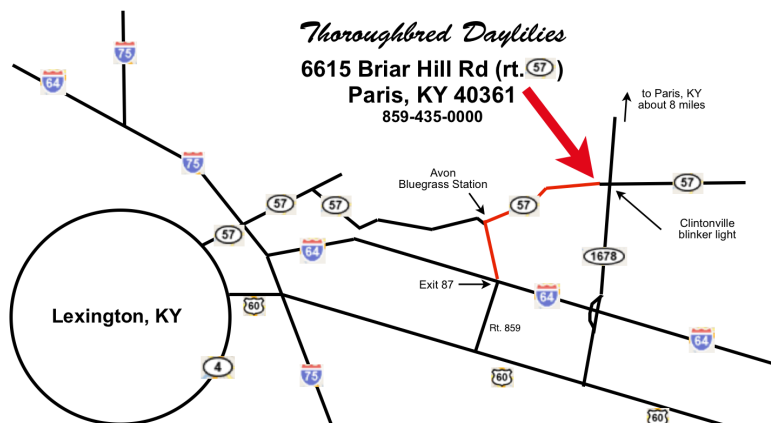 Thoroughbred Daylilies
6615 Briar Hill Rd (rt. 57)
Paris, KY 40361
859-435-0000
to Paris, KY
about 8 miles
75
64
75
Avon
Bluegrass Station
57
57
57
57
57
Clintonville
blinker light
64
1678
Exit 87
64
60
Lexington, KY
Rt. 859
64
4
75
60
60